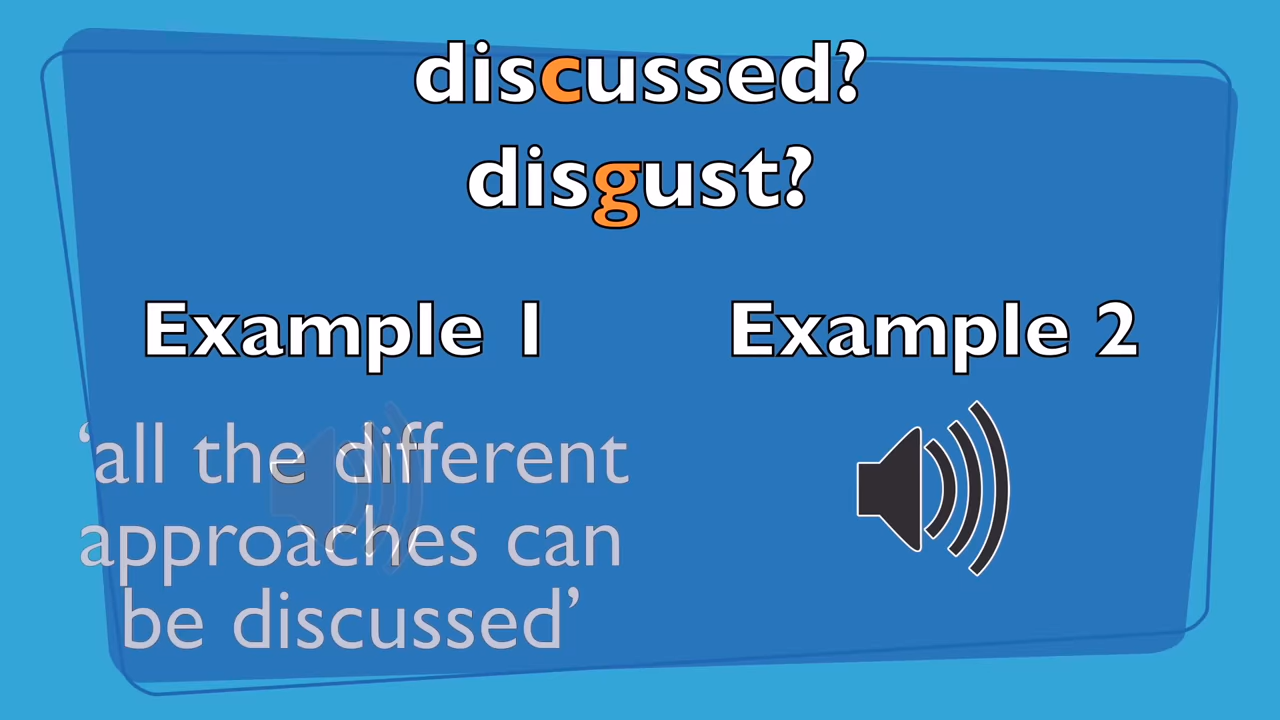 discussed?
disgust?
Example 1
Example 2
‘all the different
approaches can
be discussed’